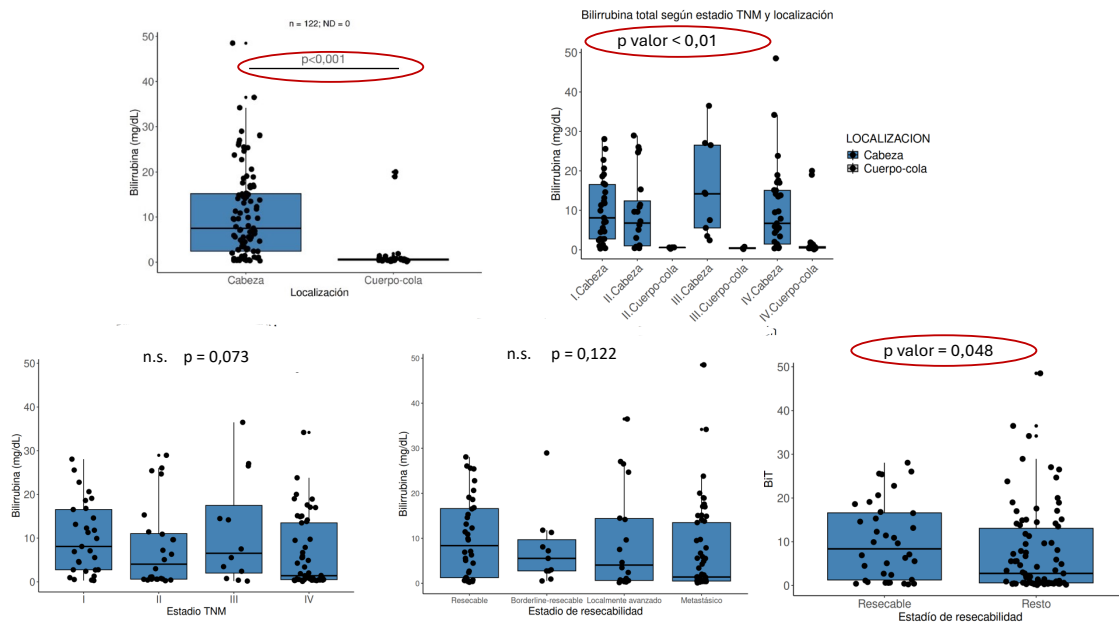 n = 122; ND = 0
p<0,001
50
40
30
20
10
0
Bilirrubina (mg/dL)
Cabeza
Cuerpo-cola
Localización
Bilirrubina total según estadio TNM y localización
p valor < 0,01
50
40
30
20
10
0
Bilirrubina (mg/dL)
I.Cabeza
II.Cabeza
II.Cuerpo-cola
III.Cabeza
III.Cuerpo-cola
IV.Cabeza
IV.Cuerpo-cola
LOCALIZACION
Cabeza
Cuerpo-cola
n.s. p = 0,073
50
40
30
20
10
0
Bilirrubina (mg/dL)
I
II
III
IV
Estadio TNM
n.s. p = 0,122
50
40
30
20
10
0
Bilirrubina (mg/dL)
Resecable
Borderline-resecable
Localmente avanzado
Metastásico
Estadio de resecabilidad
p valor = 0,048
50
40
30
20
10
0
BiT
Resecable
Resto
Estadío de resecabilidad